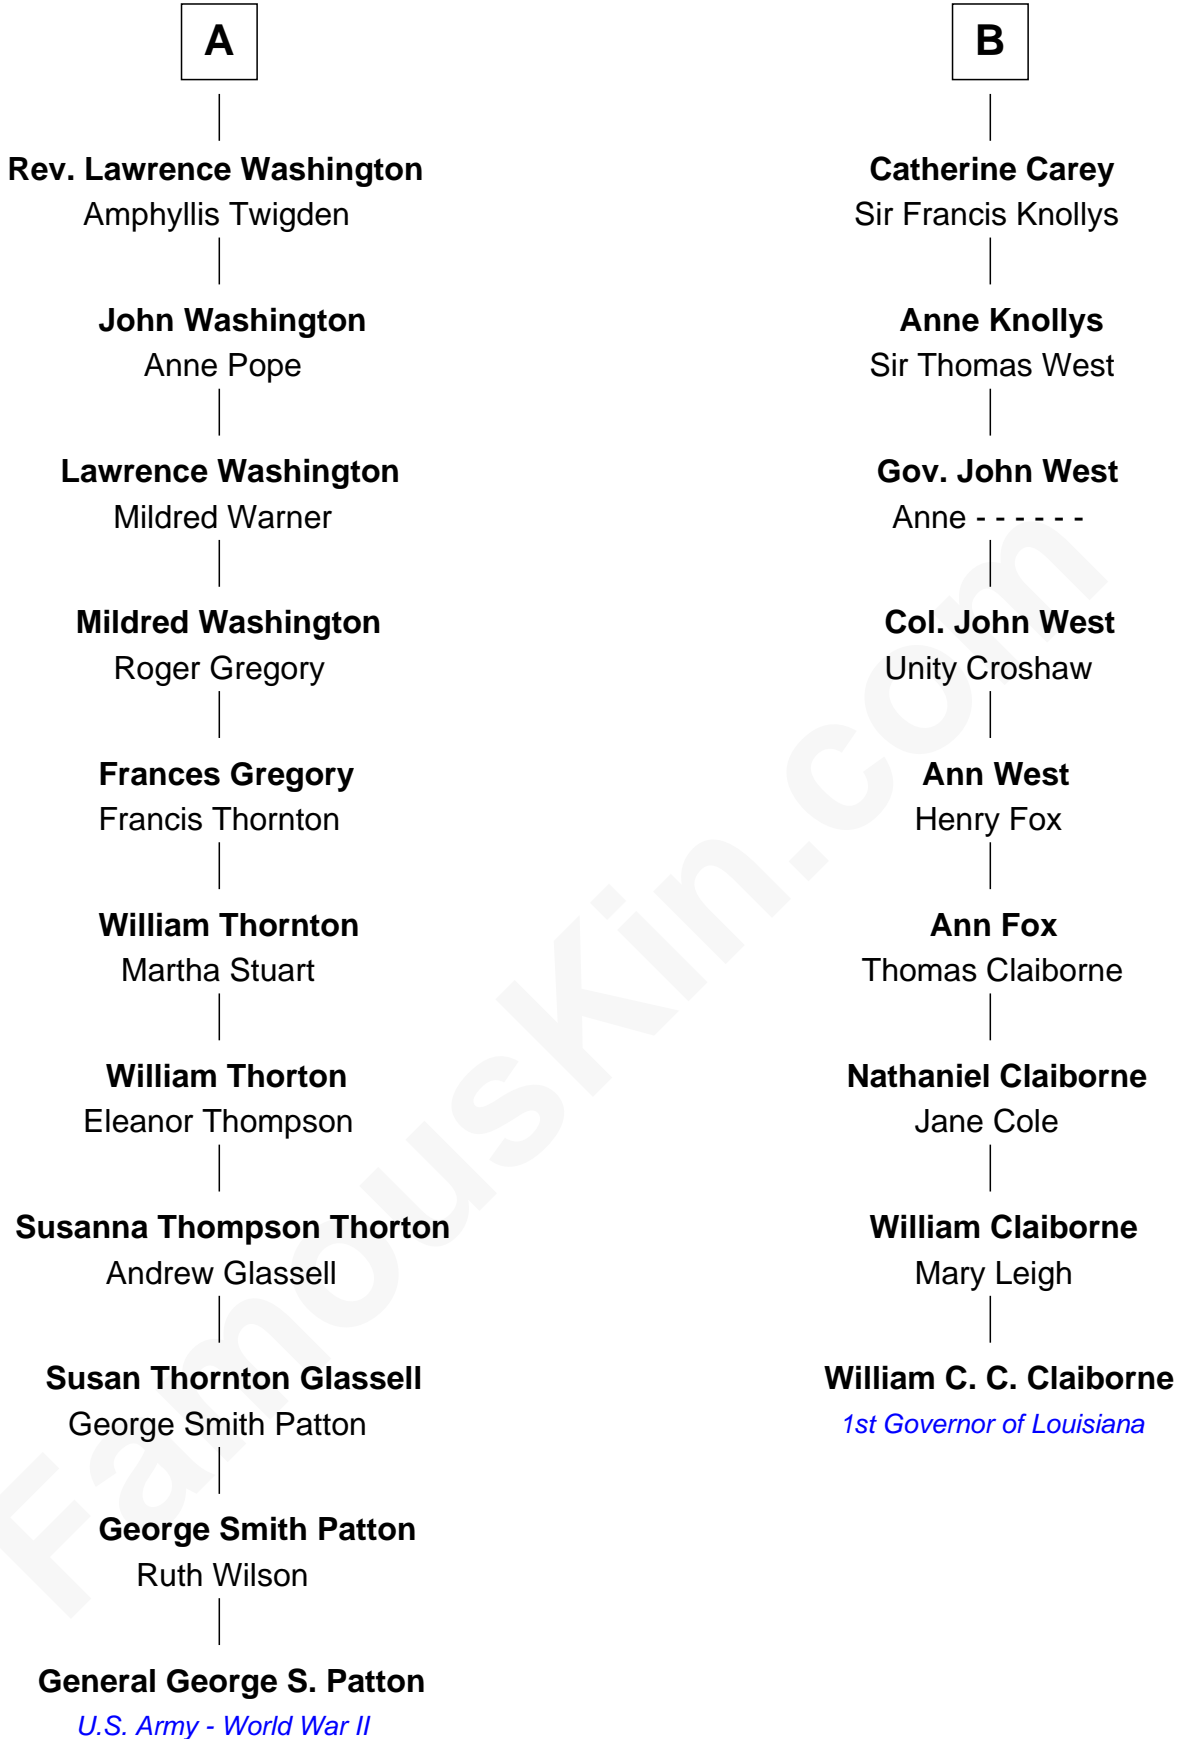 A
Rev. Lawrence Washington
Amphyllis Twigden
John Washington
Anne Pope
Lawrence Washington
Mildred Warner
Mildred Washington
Roger Gregory
Frances Gregory
Francis Thornton
William Thornton
Martha Stuart
William Thorton
Eleanor Thompson
Susanna Thompson Thorton
Andrew Glassell
Susan Thornton Glassell
George Smith Patton
George Smith Patton
Ruth Wilson
General George S. Patton
U.S. Army - World War II
B
Catherine Carey
Sir Francis Knollys
Anne Knollys
Sir Thomas West
Gov. John West
Anne - - - - - -
Col. John West
Unity Croshaw
Ann West
Henry Fox
Ann Fox
Thomas Claiborne
Nathaniel Claiborne
Jane Cole
William Claiborne
Mary Leigh
William C. C. Claiborne
1st Governor of Louisiana
FamousKin.com